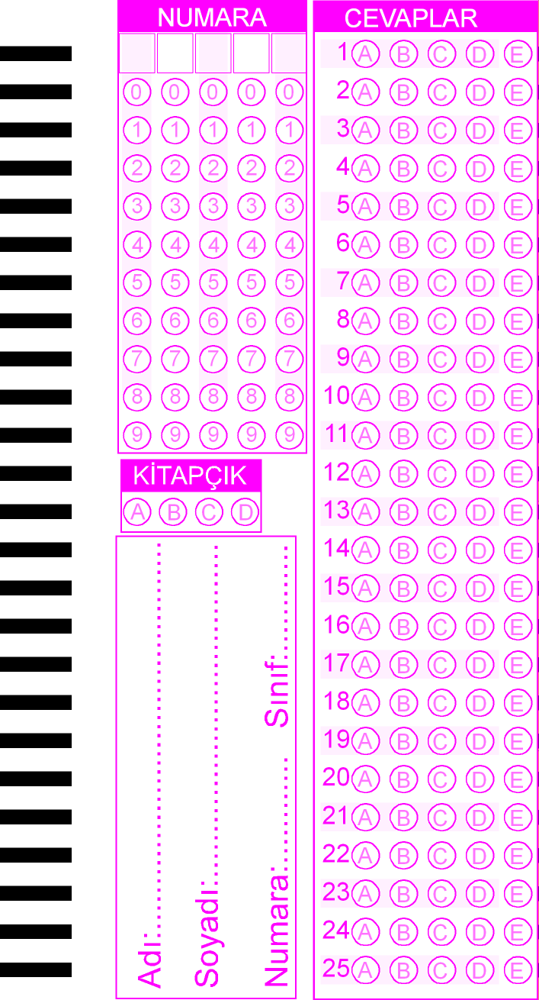 NUMARA
0 0 0 0 0
1 1 1 1 1
2 2 2 2 2
3 3 3 3 3
4 4 4 4 4
5 5 5 5 5
6 6 6 6 6
7 7 7 7 7
8 8 8 8 8
9 9 9 9 9
KİTAPÇIK
A B C D
Adı:
Soyadı:
Numara: Sınıf:
CEVAPLAR
1 A B C D E
2 A B C D E
3 A B C D E
4 A B C D E
5 A B C D E
6 A B C D E
7 A B C D E
8 A B C D E
9 A B C D E
10 A B C D E
11 A B C D E
12 A B C D E
13 A B C D E
14 A B C D E
15 A B C D E
16 A B C D E
17 A B C D E
18 A B C D E
19 A B C D E
20 A B C D E
21 A B C D E
22 A B C D E
23 A B C D E
24 A B C D E
25 A B C D E